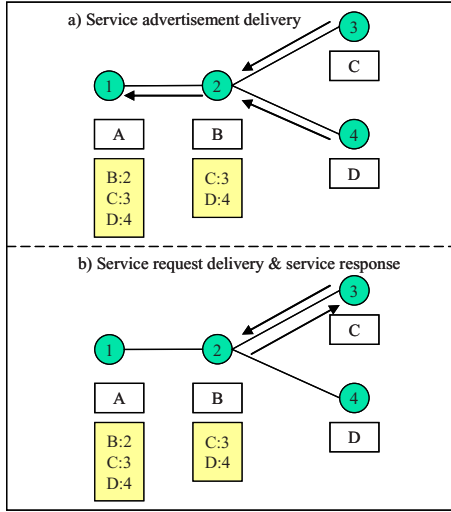 a) Service advertisement delivery
3
C
1
2
4
A
B
D
B:2
C:3
D:4
C:3
D:4
b) Service request delivery & service response
3
C
1
2
4
A
B
D
B:2
C:3
D:4
C:3
D:4